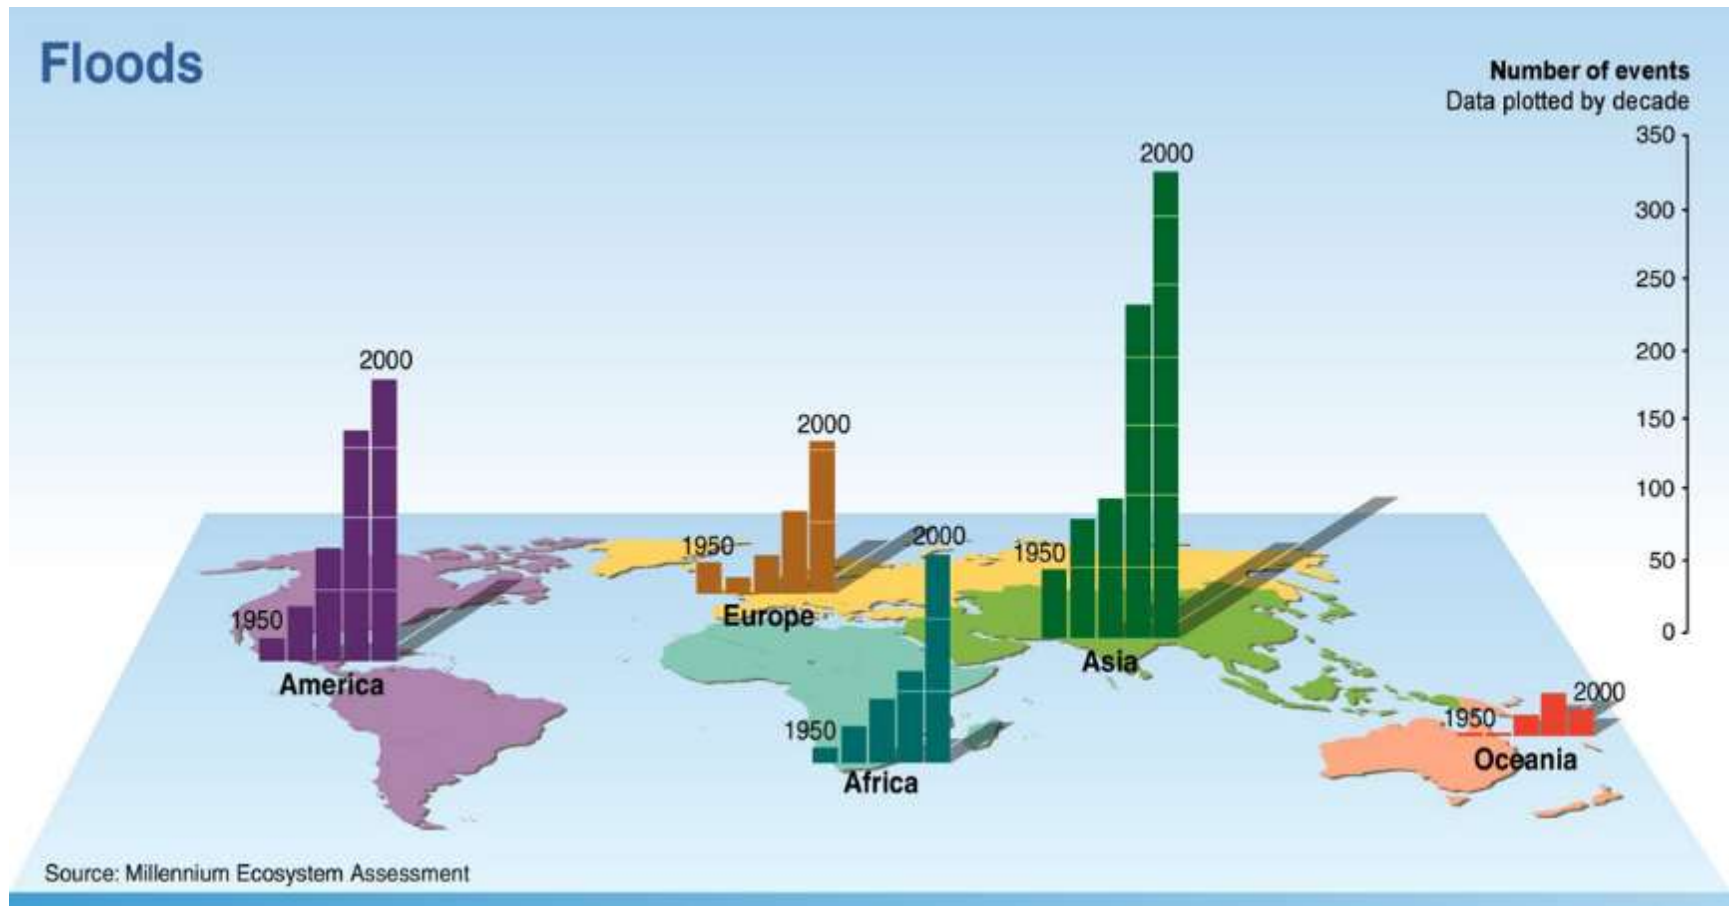 Floods
Number of events
Data plotted by decade
350
300
250
200
150
100
50
0
2000
1950
America
2000
1950
Europe
2000
1950
Africa
2000
1950
Asia
2000
1950
Oceania
Source: Millennium Ecosystem Assessment